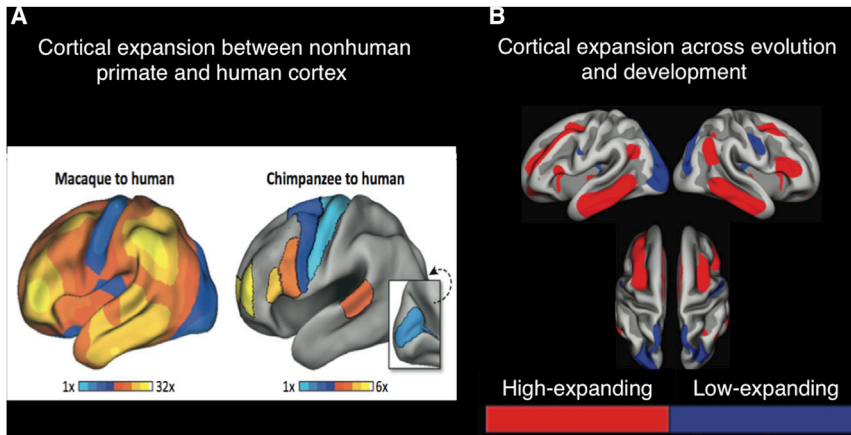 A
Cortical expansion between nonhuman
primate and human cortex
Macaque to human
Chimpanzee to human
1x 32x
1x 6x
B
Cortical expansion across evolution
and development
High-expanding
Low-expanding